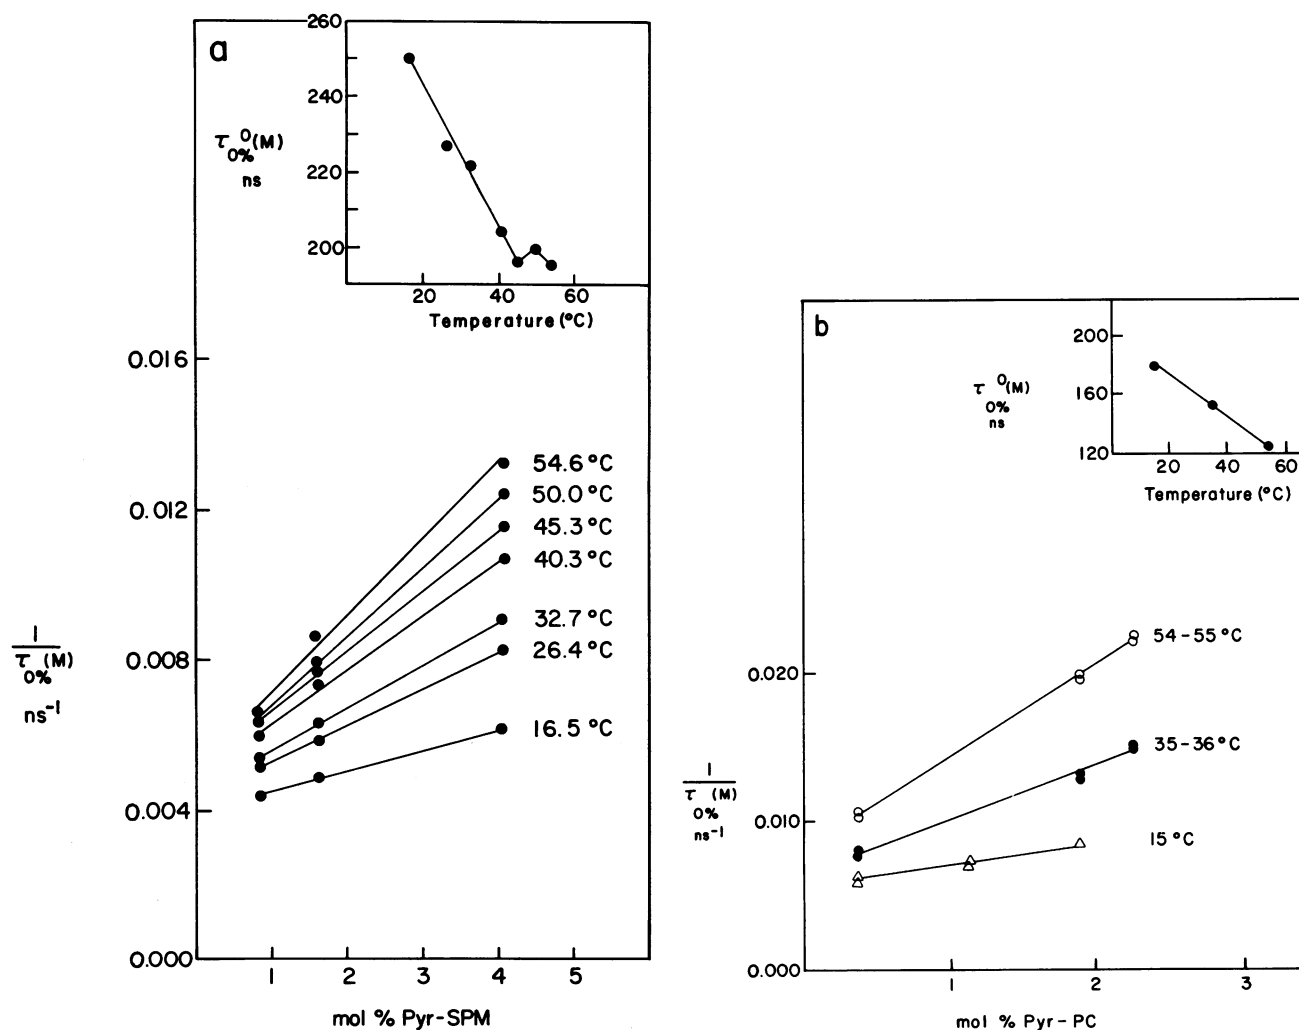 a
260
240
220
200
τ⁰(M)
0%
ns
20 40 60
Temperature (°C)
0.016
0.012
0.008
0.004
0.000
1
τ (M)
0%
ns⁻¹
54.6 °C
50.0 °C
45.3 °C
40.3 °C
32.7 °C
26.4 °C
16.5 °C
1 2 3 4 5
mol % Pyr-SPM
b
200
160
120
τ⁰(M)
0%
ns
20 40 60
Temperature (°C)
0.020
0.010
0.000
1
τ (M)
0%
ns⁻¹
54-55 °C
35-36 °C
15 °C
1 2 3
mol % Pyr-PC